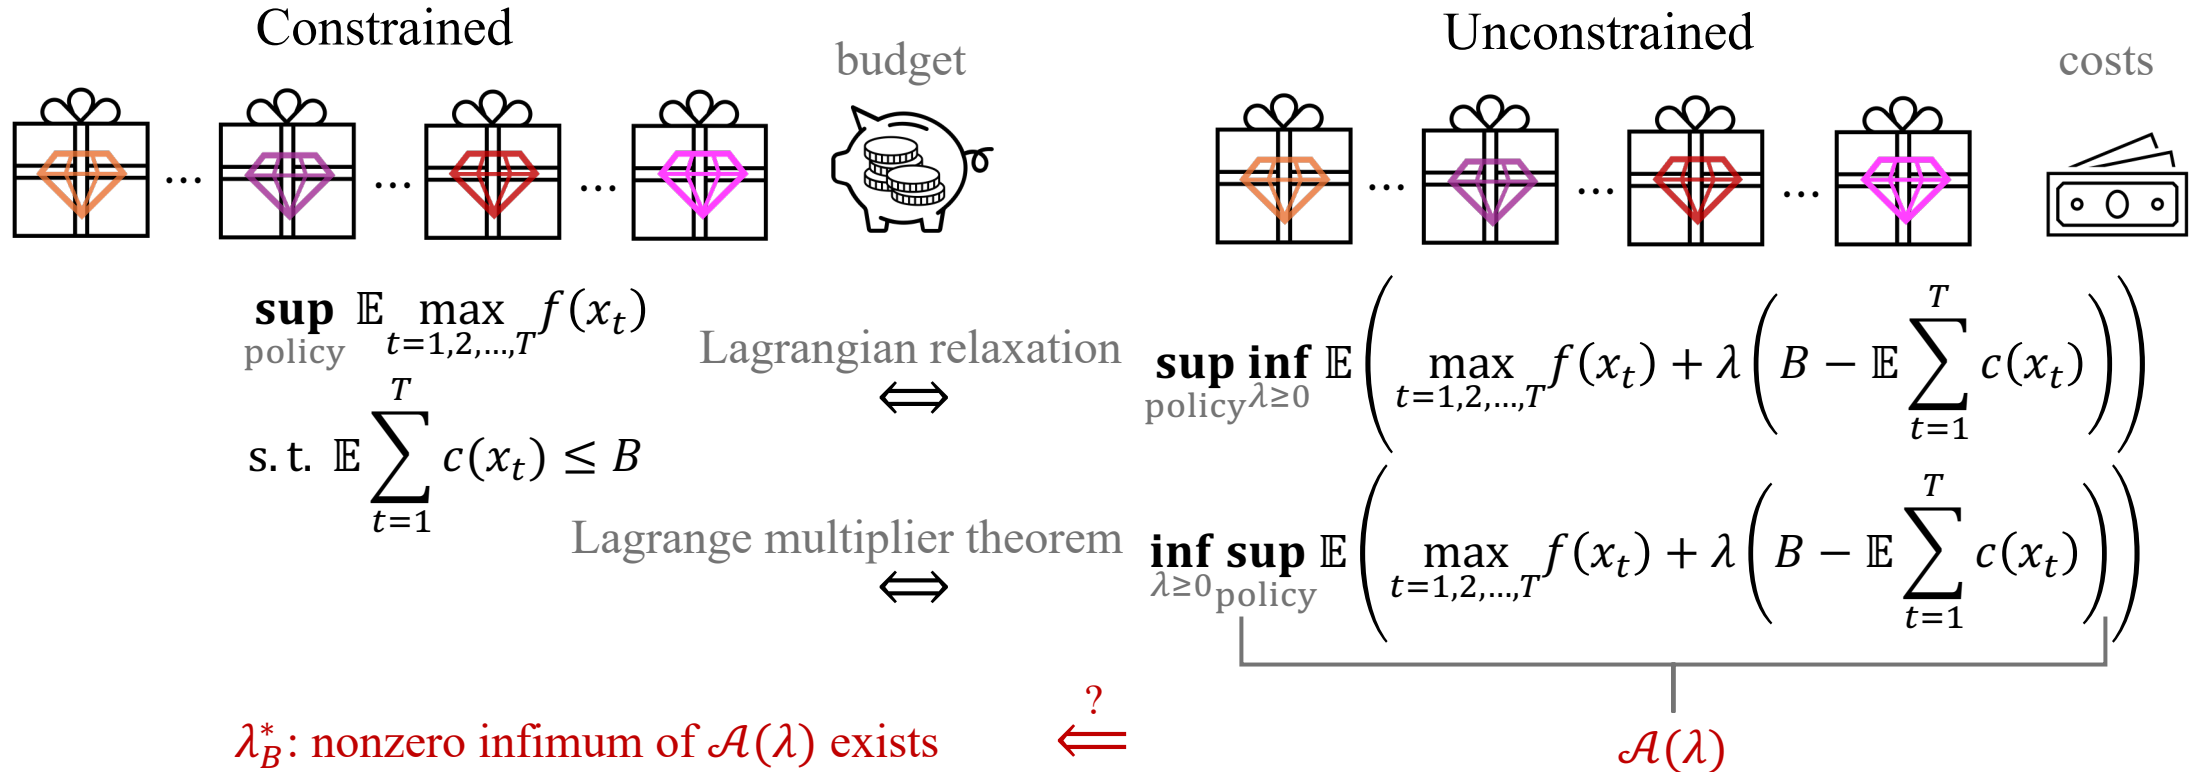 Constrained
Unconstrained
budget
costs
... ... ...
... ... ...
sup 𝔼 max f(x_t)
policy t=1,2,...,T
s.t. 𝔼 ∑_{t=1}^{T} c(x_t) ≤ B
Lagrangian relaxation
⇔
sup inf 𝔼 ( max f(x_t) + λ ( B − 𝔼 ∑_{t=1}^{T} c(x_t) ) )
policy λ≥0 t=1,2,...,T
Lagrange multiplier theorem
⇔
inf sup 𝔼 ( max f(x_t) + λ ( B − 𝔼 ∑_{t=1}^{T} c(x_t) ) )
λ≥0 policy t=1,2,...,T
λ_B^*: nonzero infimum of 𝒜(λ) exists
?
⇐
𝒜(λ)